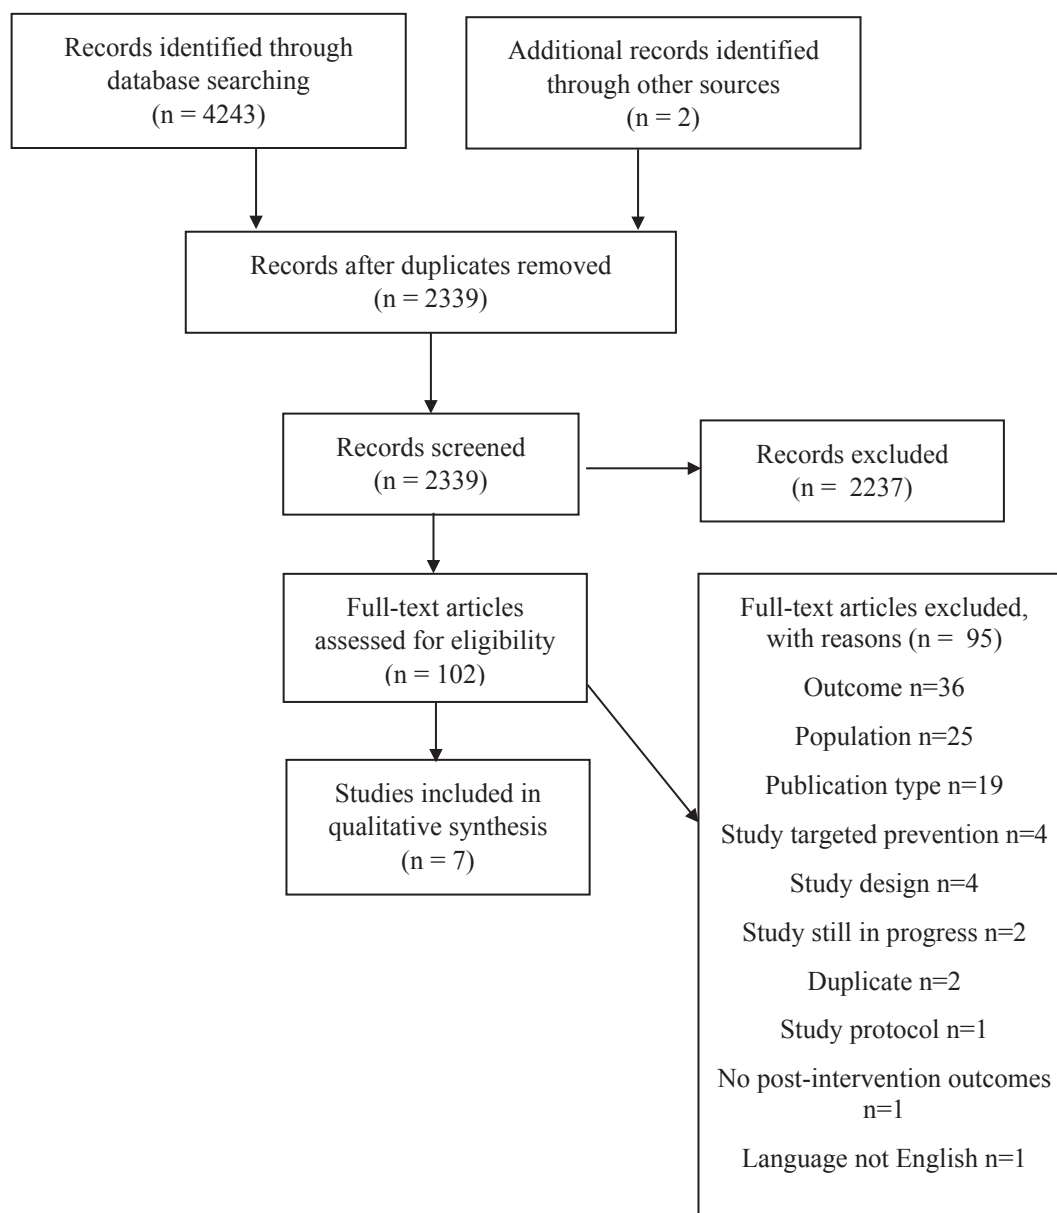 Records identified through
database searching
(n = 4243)
Additional records identified
through other sources
(n = 2)
Records after duplicates removed
(n = 2339)
Records screened
(n = 2339)
Records excluded
(n = 2237)
Full-text articles
assessed for eligibility
(n = 102)
Full-text articles excluded,
with reasons (n = 95)
Outcome n=36
Population n=25
Publication type n=19
Study targeted prevention n=4
Study design n=4
Study still in progress n=2
Duplicate n=2
Study protocol n=1
No post-intervention outcomes
n=1
Language not English n=1
Studies included in
qualitative synthesis
(n = 7)